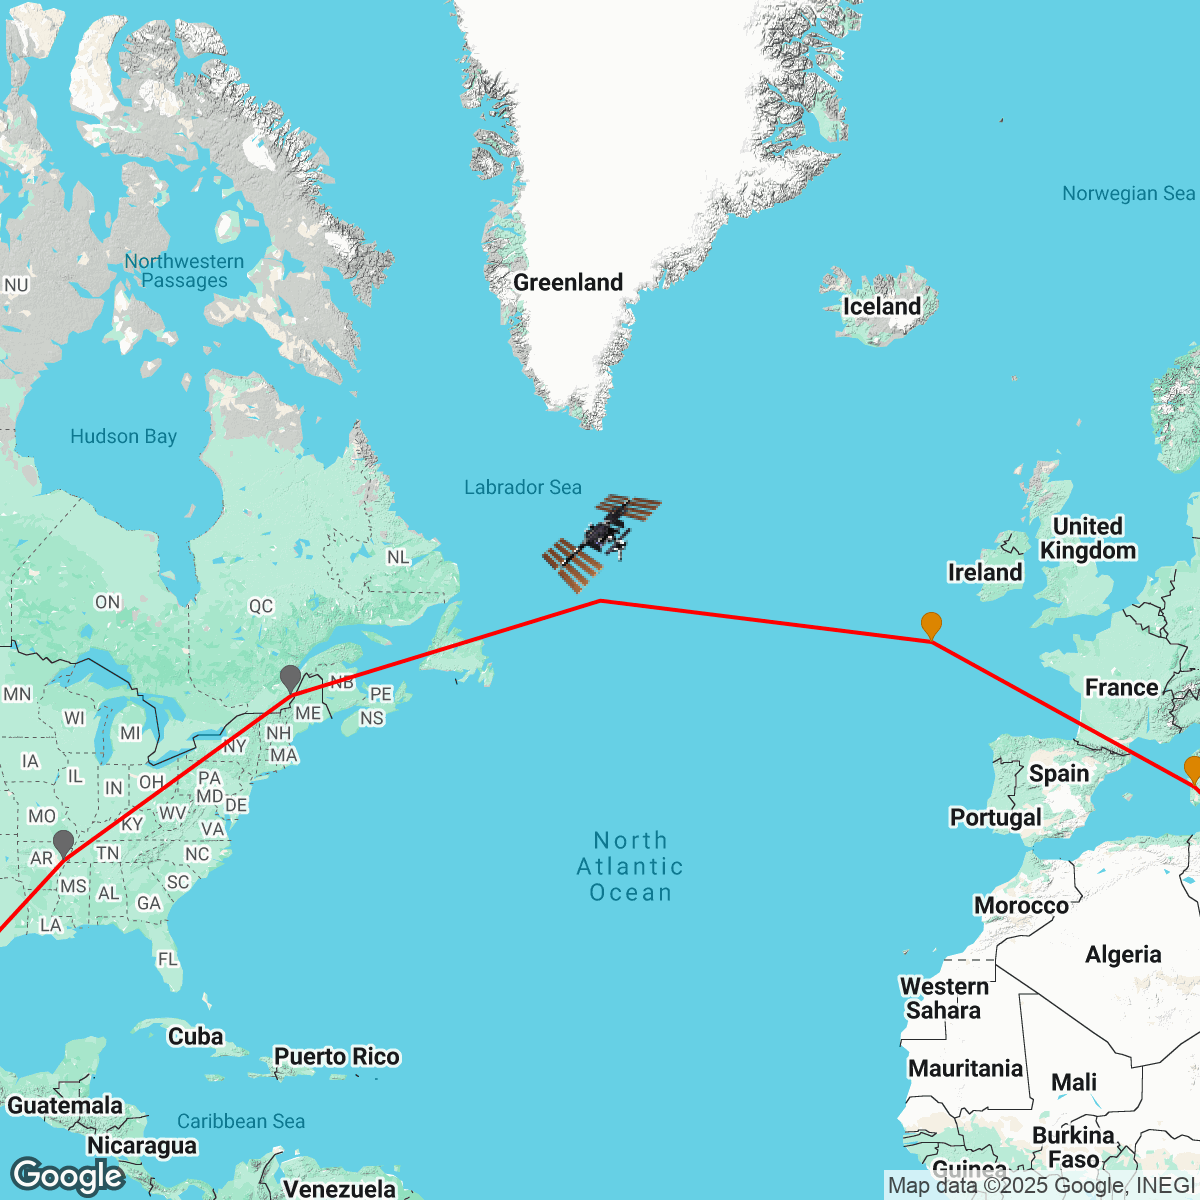 Norwegian Sea
Northwestern
Passages
NU
Greenland
Iceland
Hudson Bay
Labrador Sea
United
Kingdom
NL
Ireland
ON
QC
NB
PE
France
MN
ME
NS
WI
MI
NH
NY
MA
IA
IL
IN
OH
PA
MD
DE
Spain
MO
KY
WV
VA
Portugal
North
Atlantic
Ocean
AR
TN
NC
MS
AL
SC
GA
Morocco
LA
FL
Algeria
Western
Sahara
Cuba
Puerto Rico
Mauritania
Mali
Guatemala
Caribbean Sea
Nicaragua
Burkina
Faso
Guinea
Venezuela
Google
Map data ©2025 Google, INEGI